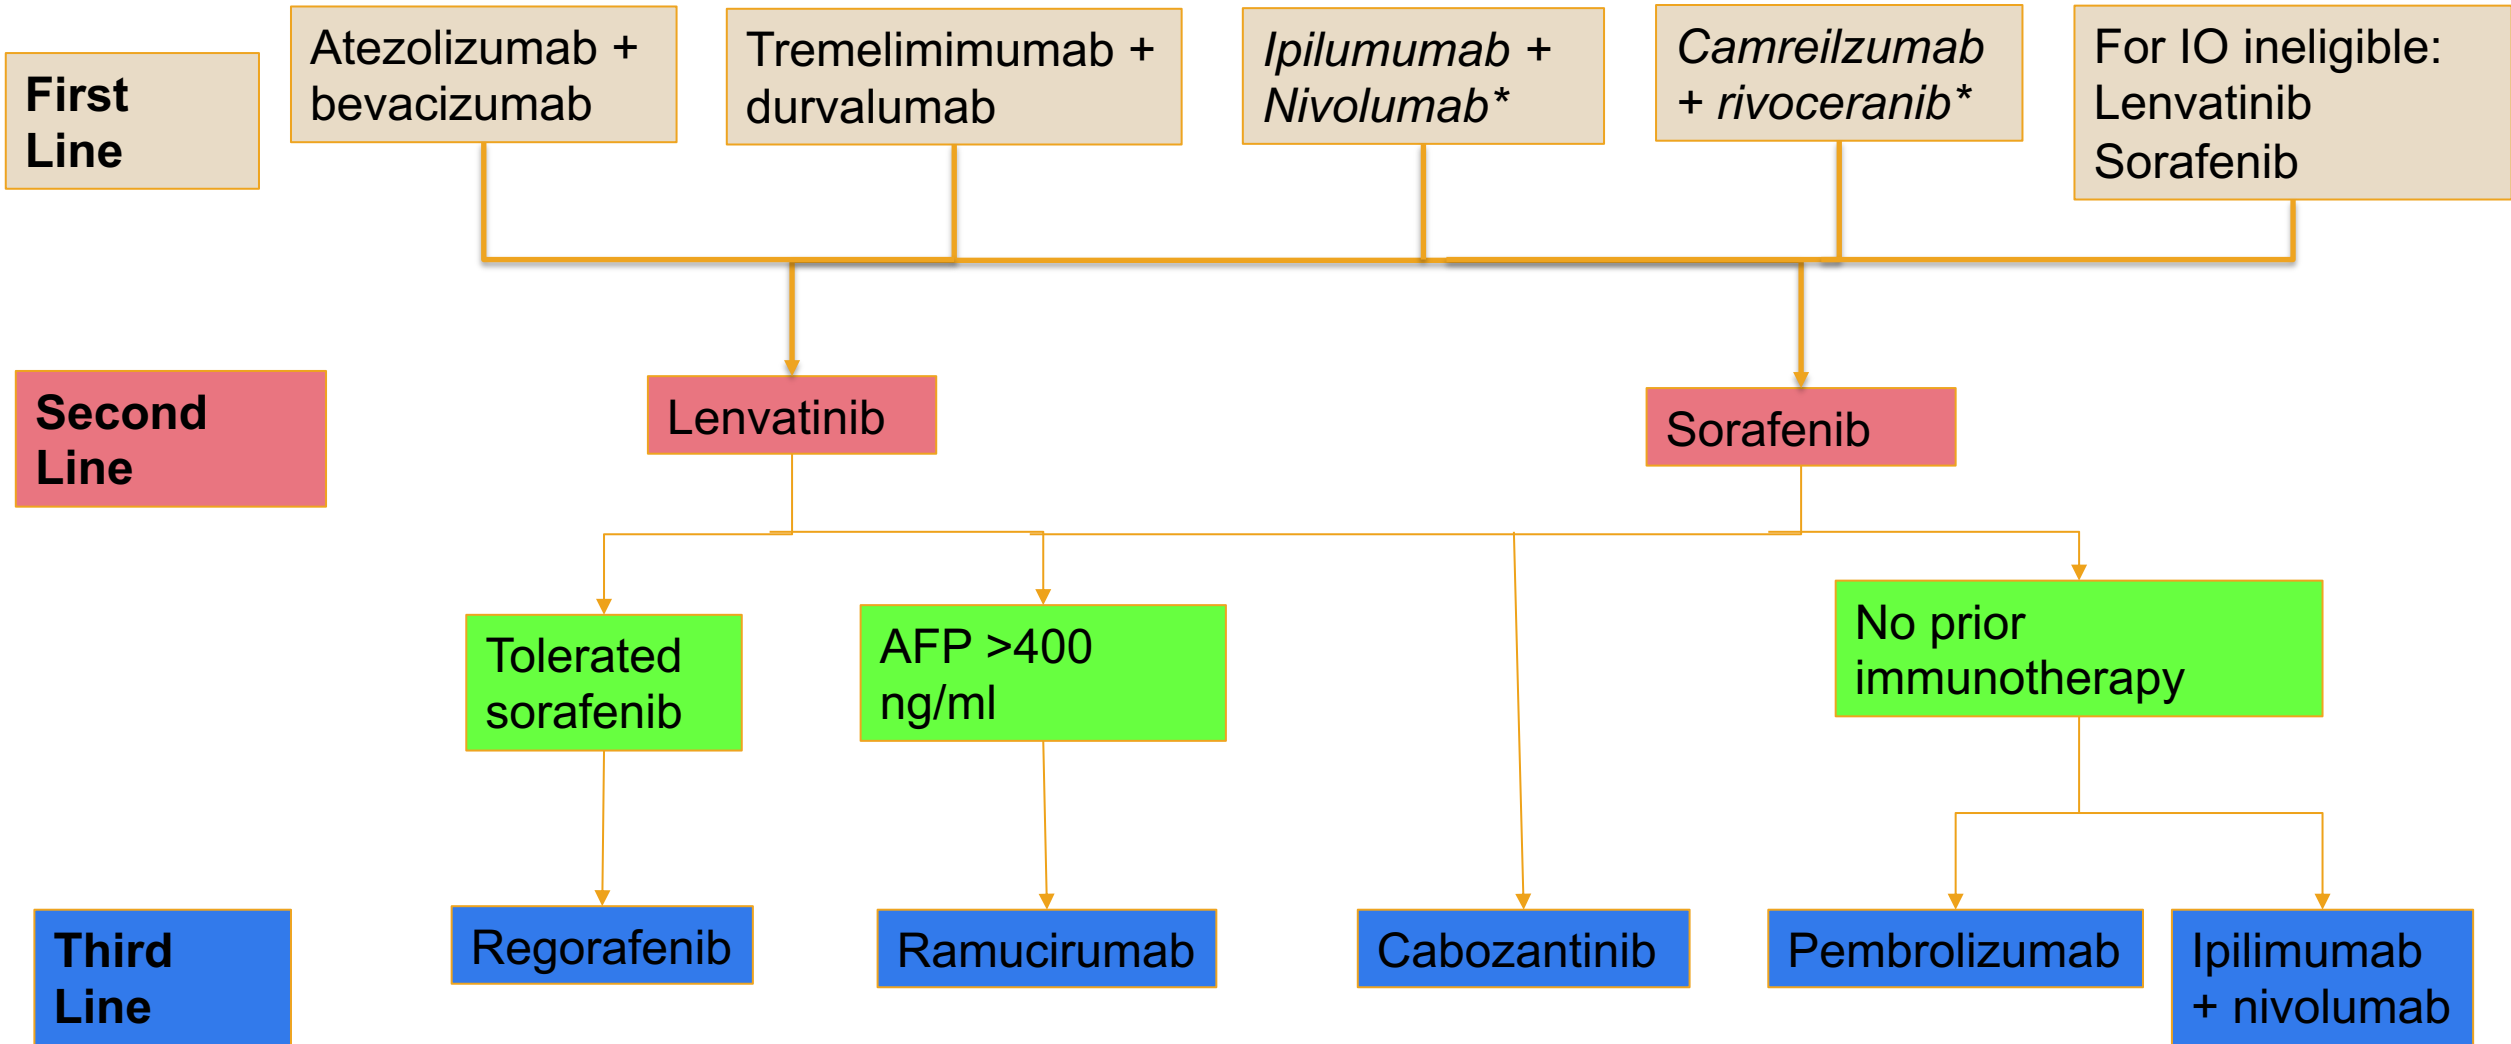 First
Line
Atezolizumab +
bevacizumab
Tremelimimumab +
durvalumab
Ipilumumab +
Nivolumab*
Camreilzumab
+ rivoceranib*
For IO ineligible:
Lenvatinib
Sorafenib
Second
Line
Lenvatinib
Sorafenib
Tolerated
sorafenib
AFP >400
ng/ml
No prior
immunotherapy
Third
Line
Regorafenib
Ramucirumab
Cabozantinib
Pembrolizumab
Ipilimumab
+ nivolumab